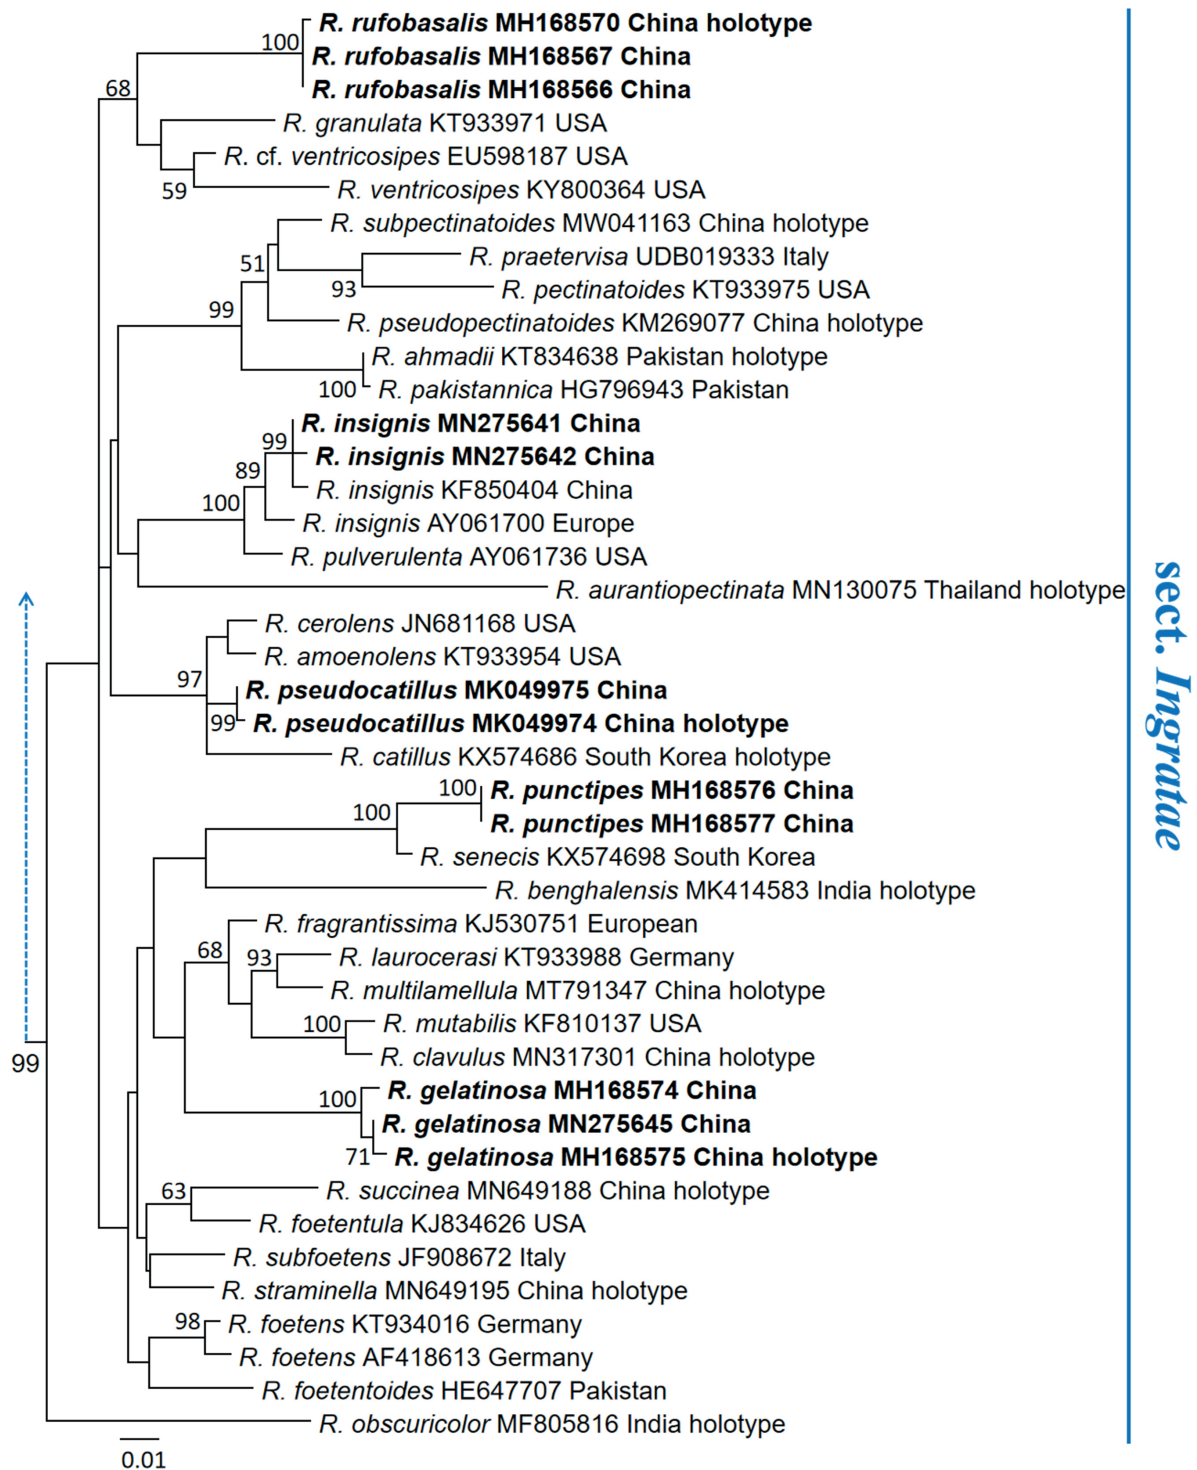 R. rufobasalis MH168570 China holotype
100
R. rufobasalis MH168567 China
68
R. rufobasalis MH168566 China
R. granulata KT933971 USA
R. cf. ventricosipes EU598187 USA
59
R. ventricosipes KY800364 USA
R. subpectinatoides MW041163 China holotype
51
R. praetervisa UDB019333 Italy
93
R. pectinatoides KT933975 USA
99
R. pseudopectinatoides KM269077 China holotype
R. ahmadii KT834638 Pakistan holotype
100
R. pakistannica HG796943 Pakistan
R. insignis MN275641 China
99
R. insignis MN275642 China
89
R. insignis KF850404 China
100
R. insignis AY061700 Europe
R. pulverulenta AY061736 USA
R. aurantiopectinata MN130075 Thailand holotype
R. cerolens JN681168 USA
R. amoenolens KT933954 USA
97
R. pseudocatillus MK049975 China
99
R. pseudocatillus MK049974 China holotype
R. catillus KX574686 South Korea holotype
100
R. punctipes MH168576 China
100
R. punctipes MH168577 China
R. senecis KX574698 South Korea
R. benghalensis MK414583 India holotype
R. fragrantissima KJ530751 European
68
93
R. laurocerasi KT933988 Germany
R. multilamellula MT791347 China holotype
100
R. mutabilis KF810137 USA
R. clavulus MN317301 China holotype
99
100
R. gelatinosa MH168574 China
R. gelatinosa MN275645 China
71
R. gelatinosa MH168575 China holotype
63
R. succinea MN649188 China holotype
R. foetentula KJ834626 USA
R. subfoetens JF908672 Italy
R. straminella MN649195 China holotype
98
R. foetens KT934016 Germany
R. foetens AF418613 Germany
R. foetentoides HE647707 Pakistan
R. obscuricolor MF805816 India holotype
0.01
sect. Ingratae